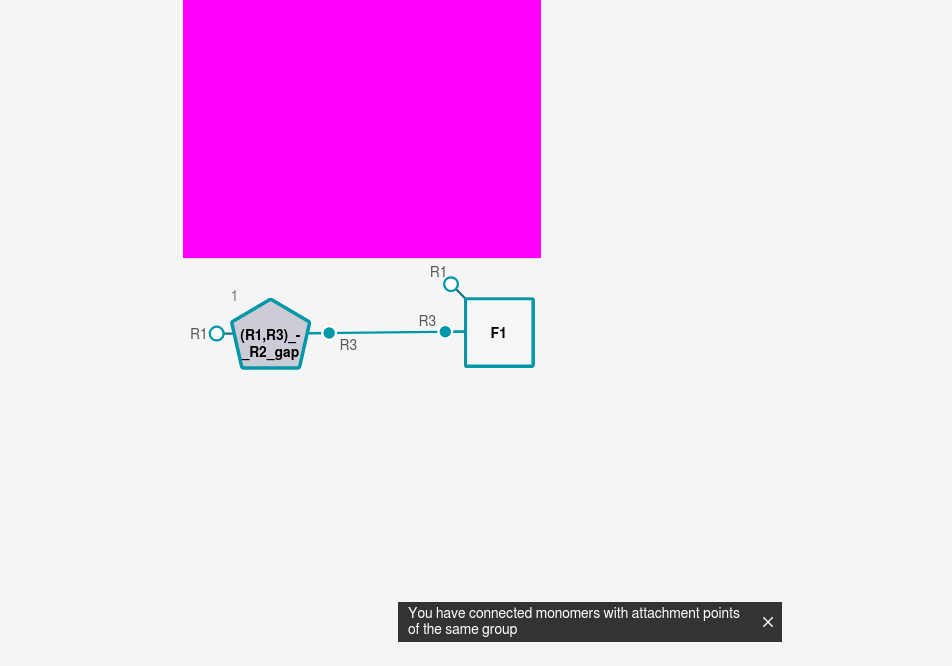 R1
1
R3
R1
(R1,R3)_-
_R2_gap
R3
F1
You have connected monomers with attachment points
of the same group